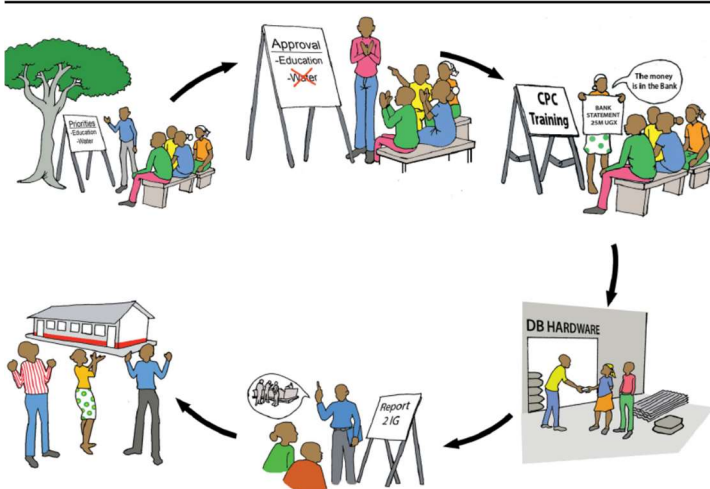 Priorities
-Education
-Water
Approval
-Education
-Water
CPC
Training
BANK
STATEMENT
25M UGX
The money
is in the Bank
DB HARDWARE
Report
2 IG